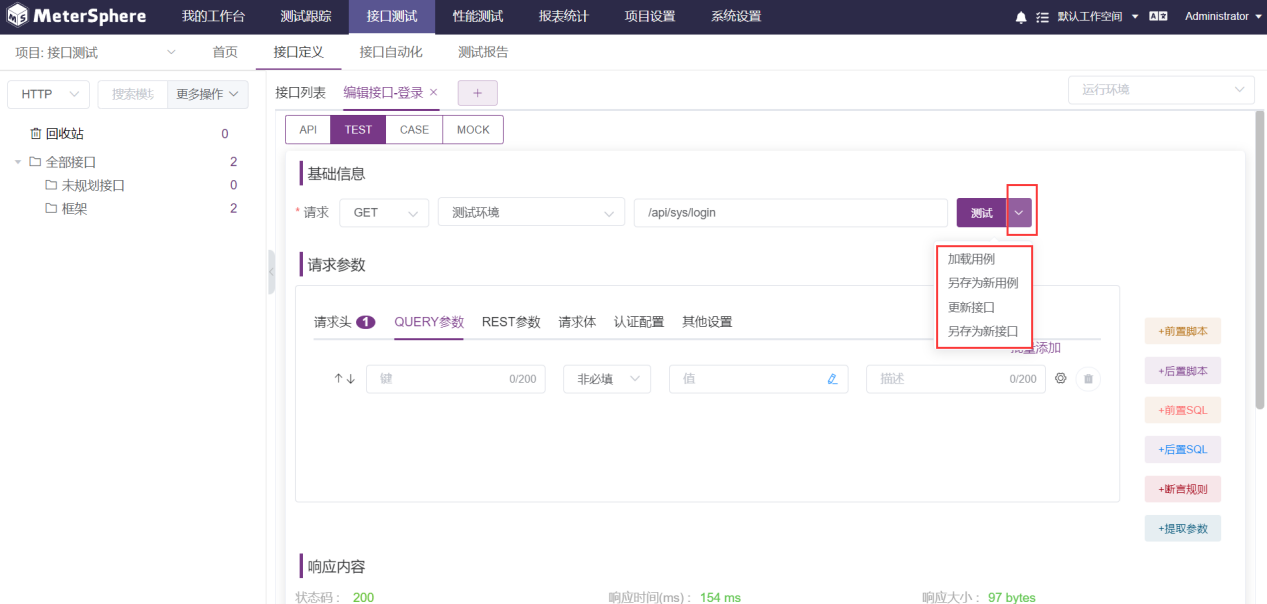 MeterSphere 我的工作台 测试跟踪 接口测试 性能测试 报表统计 项目设置 系统设置 默认工作空间 Administrator
项目: 接口测试 首页 接口定义 接口自动化 测试报告
HTTP 搜索模块 更多操作
回收站 0
全部接口 2
未规划接口 0
框架 2
接口列表 编辑接口-登录 × + 运行环境
API TEST CASE MOCK
基础信息
* 请求 GET 测试环境 /api/sys/login 测试
加载用例
另存为新用例
更新接口
另存为新接口
请求参数
请求头 1 QUERY参数 REST参数 请求体 认证配置 其他设置
批量添加
键 0/200 非必填 值 描述 0/200
+前置脚本
+后置脚本
+前置SQL
+后置SQL
+断言规则
+提取参数
响应内容
状态码： 200 响应时间(ms)： 154 ms 响应大小： 97 bytes